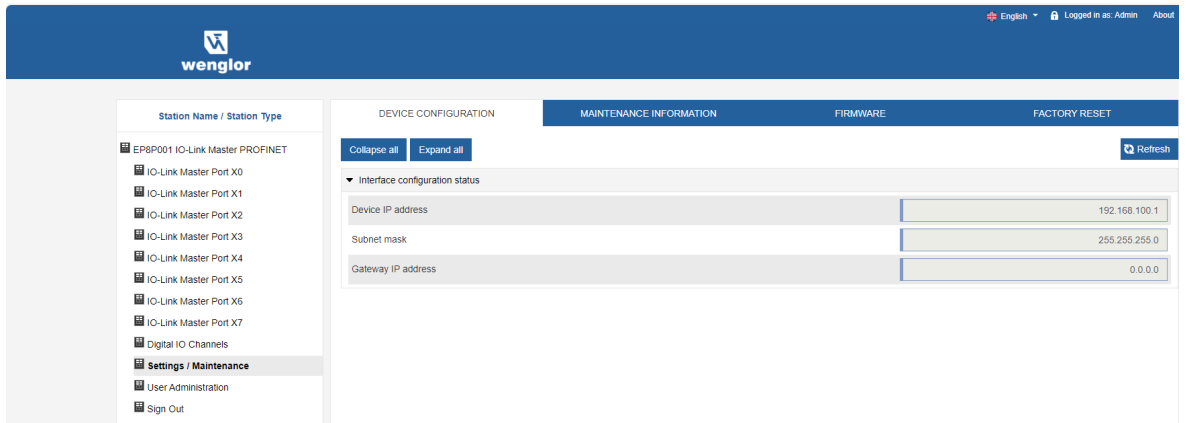 English
Logged in as: Admin
About
wenglor
Station Name / Station Type
EP8P001 IO-Link Master PROFINET
IO-Link Master Port X0
IO-Link Master Port X1
IO-Link Master Port X2
IO-Link Master Port X3
IO-Link Master Port X4
IO-Link Master Port X5
IO-Link Master Port X6
IO-Link Master Port X7
Digital IO Channels
Settings / Maintenance
User Administration
Sign Out
DEVICE CONFIGURATION
MAINTENANCE INFORMATION
FIRMWARE
FACTORY RESET
Collapse all
Expand all
Refresh
Interface configuration status
Device IP address 192.168.100.1
Subnet mask 255.255.255.0
Gateway IP address 0.0.0.0